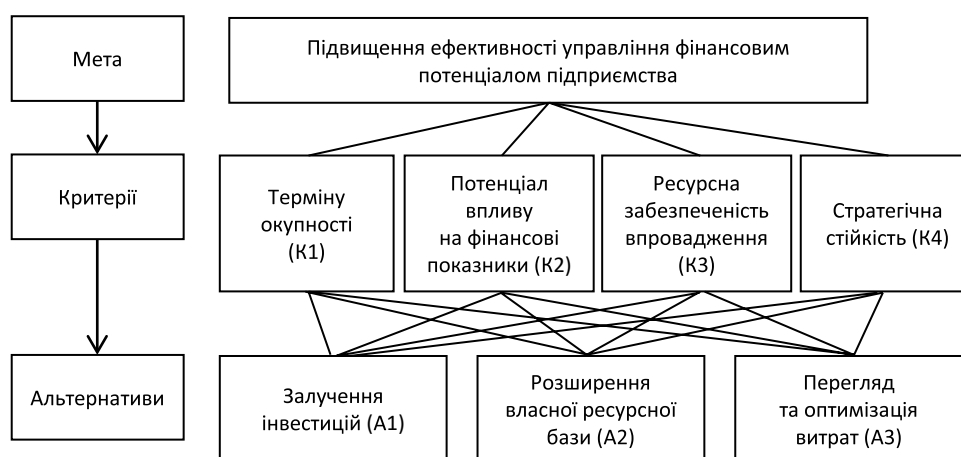 Мета
Підвищення ефективності управління фінансовим
потенціалом підприємства
Критерії
Терміну
окупності
(К1)
Потенціал
впливу
на фінансові
показники (К2)
Ресурсна
забезпеченість
впровадження
(К3)
Стратегічна
стійкість (К4)
Альтернативи
Залучення
інвестицій (А1)
Розширення
власної ресурсної
бази (А2)
Перегляд
та оптимізація
витрат (А3)